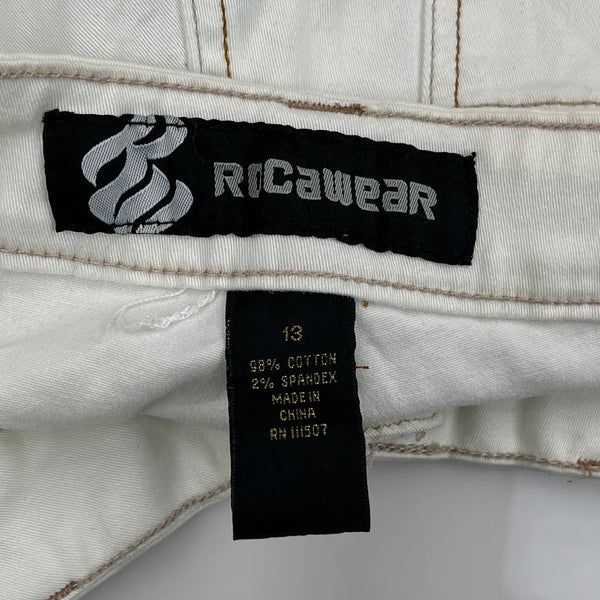 ROCAWEAR
13
98% COTTON
2% SPANDEX
MADE IN
CHINA
RN 111507